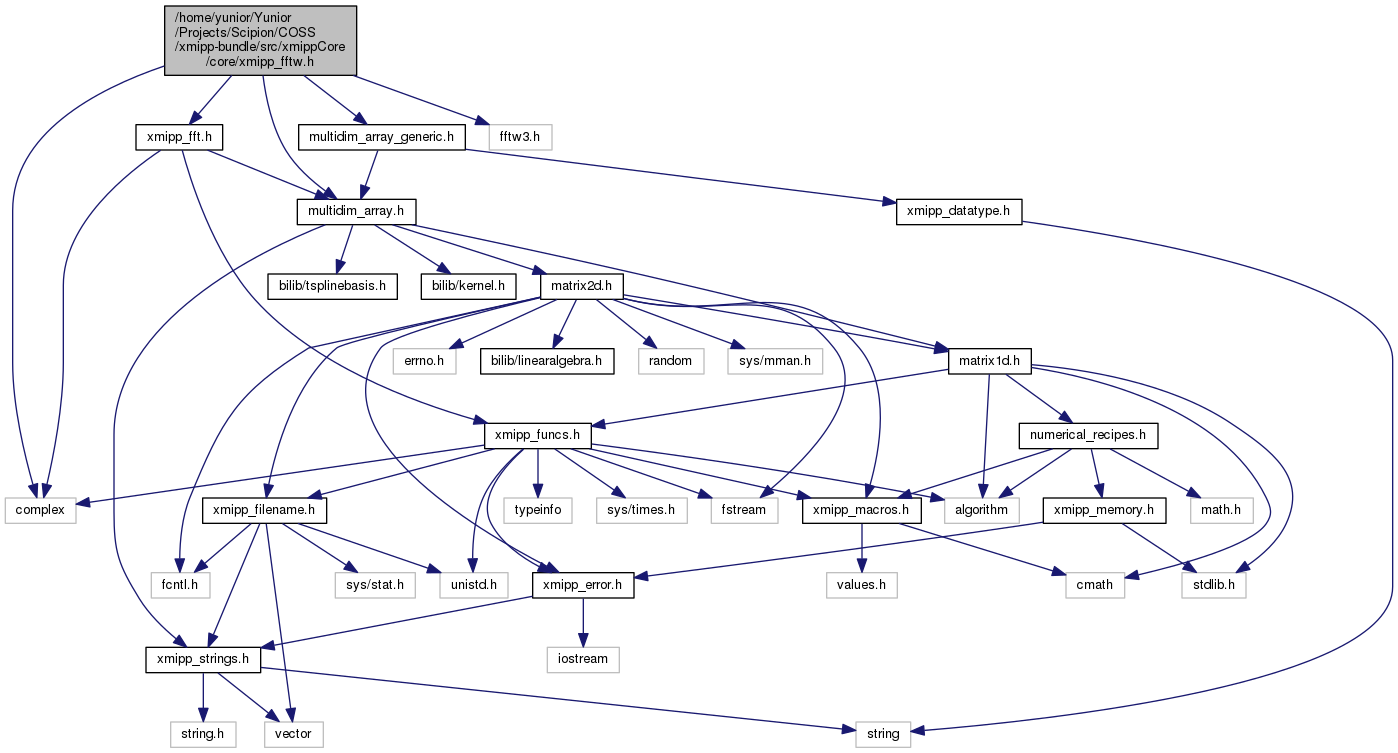 /home/yunior/Yunior
/Projects/Scipion/COSS
/xmipp-bundle/src/xmippCore
/core/xmipp_fftw.h
xmipp_fft.h
multidim_array_generic.h
fftw3.h
multidim_array.h
xmipp_datatype.h
bilib/tsplinebasis.h
bilib/kernel.h
matrix2d.h
errno.h
bilib/linearalgebra.h
random
sys/mman.h
matrix1d.h
xmipp_funcs.h
numerical_recipes.h
complex
xmipp_filename.h
typeinfo
sys/times.h
fstream
xmipp_macros.h
algorithm
xmipp_memory.h
math.h
fcntl.h
sys/stat.h
unistd.h
xmipp_error.h
values.h
cmath
stdlib.h
xmipp_strings.h
iostream
string.h
vector
string